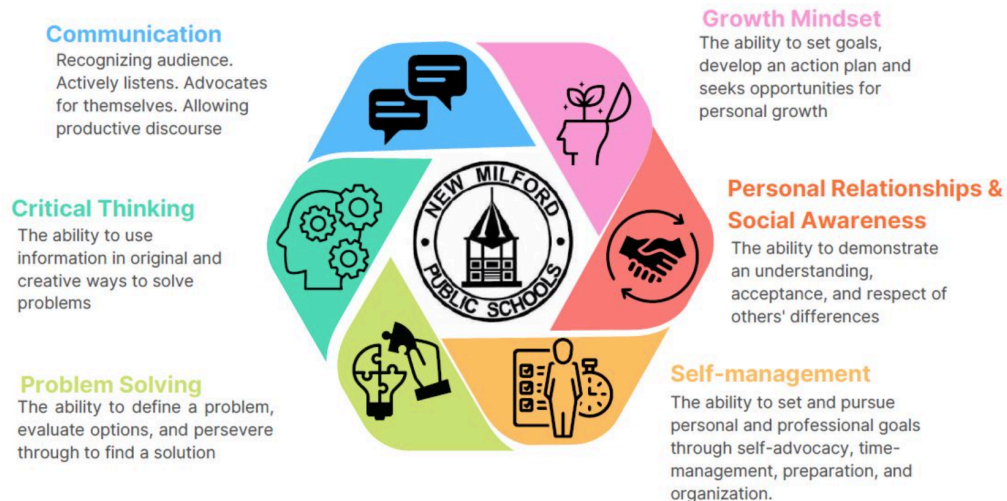 Communication
Recognizing audience.
Actively listens. Advocates
for themselves. Allowing
productive discourse
Growth Mindset
The ability to set goals,
develop an action plan and
seeks opportunities for
personal growth
Critical Thinking
The ability to use
information in original and
creative ways to solve
problems
NEW MILFORD
PUBLIC SCHOOLS
Personal Relationships &
Social Awareness
The ability to demonstrate
an understanding,
acceptance, and respect of
others' differences
Problem Solving
The ability to define a problem,
evaluate options, and persevere
through to find a solution
Self-management
The ability to set and pursue
personal and professional goals
through self-advocacy, time-
management, preparation, and
organization.